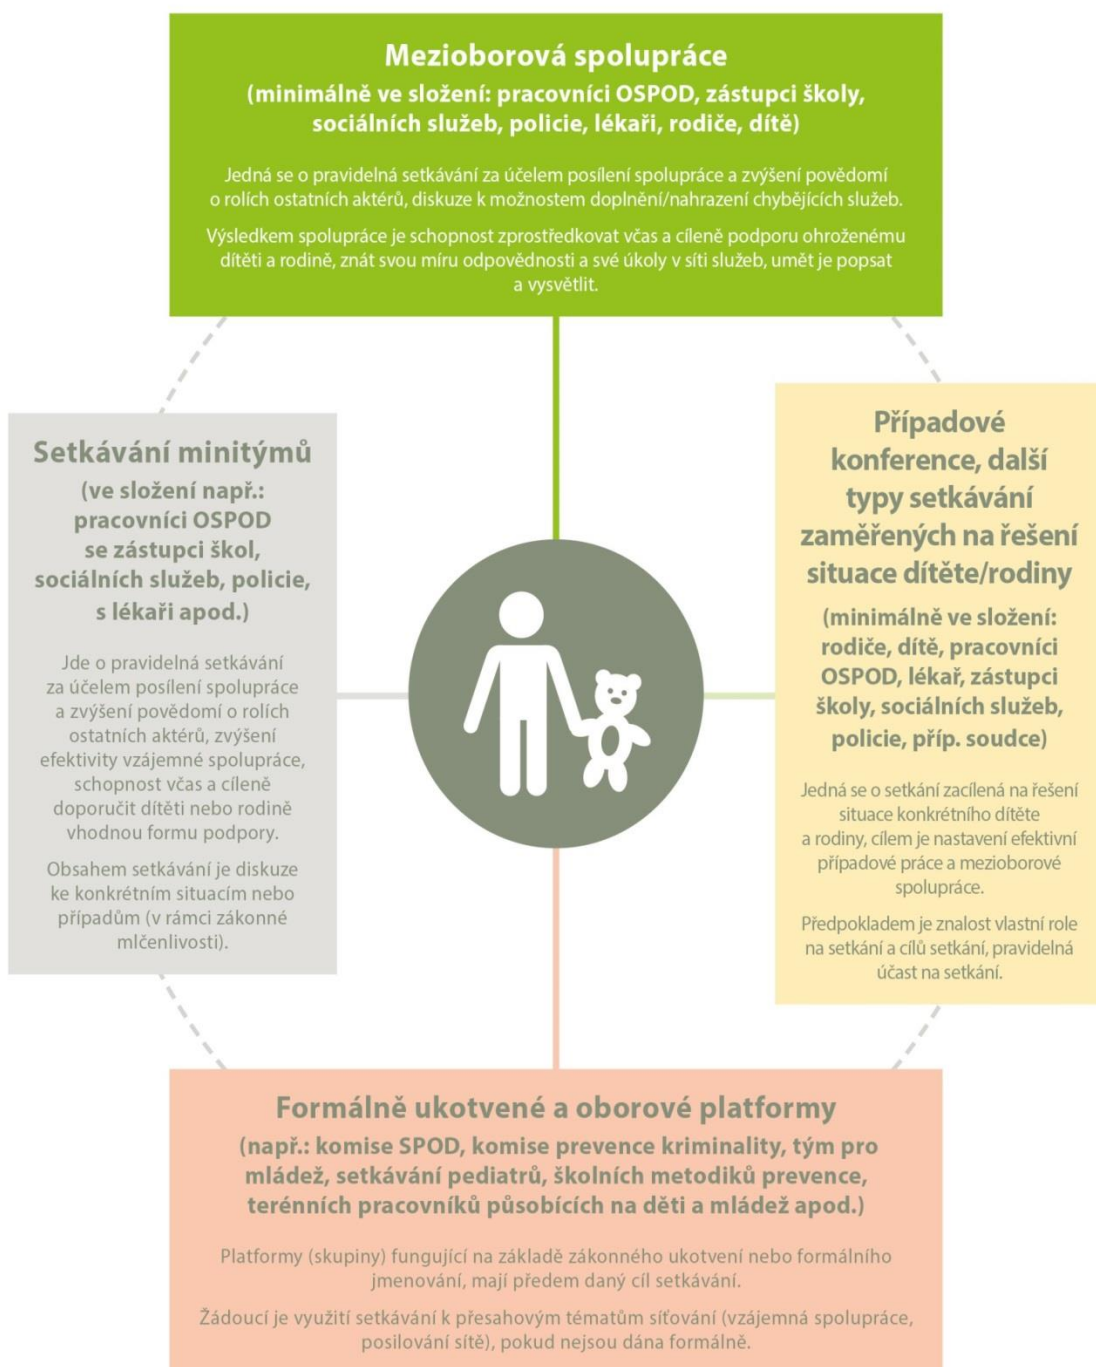 Mezioborová spolupráce
(minimálně ve složení: pracovníci OSPOD, zástupci školy,
sociálních služeb, policie, lékaři, rodiče, dítě)
Jedná se o pravidelná setkávání za účelem posílení spolupráce a zvýšení povědomí
o rolích ostatních aktérů, diskuze k možnostem doplnění/nahrazení chybějících služeb.
Výsledkem spolupráce je schopnost zprostředkovat včas a cíleně podporu ohroženému
dítěti a rodině, znát svou míru odpovědnosti a své úkoly v síti služeb, umět je popsat
a vysvětlit.
Setkávání minitýmů
(ve složení např.:
pracovníci OSPOD
se zástupci škol,
sociálních služeb, policie,
s lékaři apod.)
Jde o pravidelná setkávání
za účelem posílení spolupráce
a zvýšení povědomí o rolích
ostatních aktérů, zvýšení
efektivity vzájemné spolupráce,
schopnost včas a cíleně
doporučit dítěti nebo rodině
vhodnou formu podpory.
Obsahem setkávání je diskuze
ke konkrétním situacím nebo
případům (v rámci zákonné
mlčenlivosti).
Případové
konference, další
typy setkávání
zaměřených na řešení
situace dítěte/rodiny
(minimálně ve složení:
rodiče, dítě, pracovníci
OSPOD, lékař, zástupci
školy, sociálních služeb,
policie, příp. soudce)
Jedná se o setkání zacílená na řešení
situace konkrétního dítěte
a rodiny, cílem je nastavení efektivní
případové práce a mezioborové
spolupráce.
Předpokladem je znalost vlastní role
na setkání a cílů setkání, pravidelná
účast na setkání.
Formálně ukotvené a oborové platformy
(např.: komise SPOD, komise prevence kriminality, tým pro
mládež, setkávání pediatrů, školních metodiků prevence,
terénních pracovníků působících na děti a mládež apod.)
Platformy (skupiny) fungující na základě zákonného ukotvení nebo formálního
jmenování, mají předem daný cíl setkávání.
Žádoucí je využití setkávání k přesahovým tématům síťování (vzájemná spolupráce,
posilování sítě), pokud nejsou dána formálně.